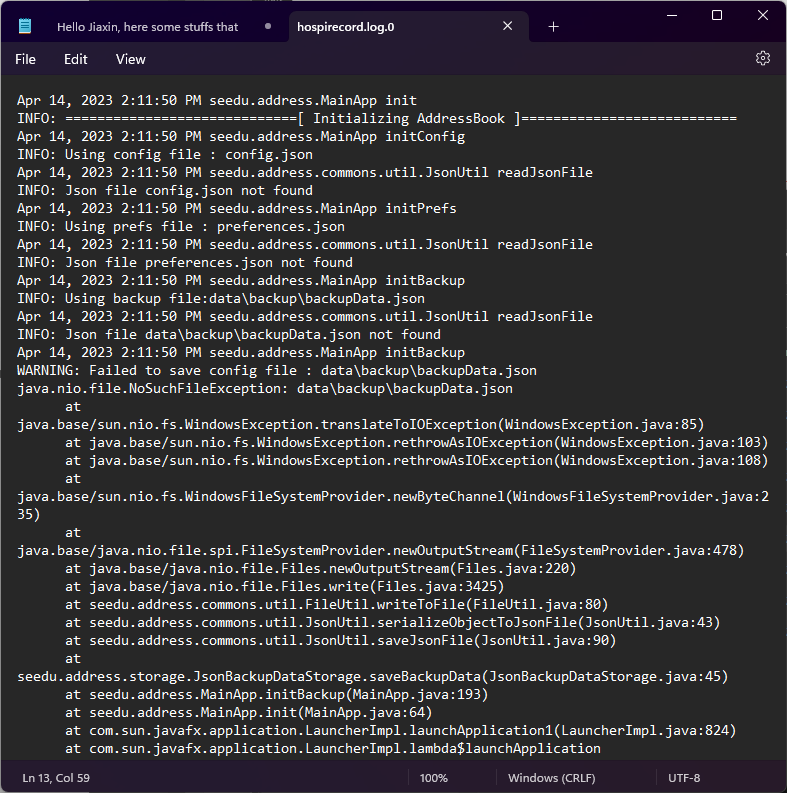 Hello Jiaxin, here some stuffs that
hospirecord.log.0
File Edit View
Apr 14, 2023 2:11:50 PM seedu.address.MainApp init
INFO: =============================[ Initializing AddressBook ]===========================
Apr 14, 2023 2:11:50 PM seedu.address.MainApp initConfig
INFO: Using config file : config.json
Apr 14, 2023 2:11:50 PM seedu.address.commons.util.JsonUtil readJsonFile
INFO: Json file config.json not found
Apr 14, 2023 2:11:50 PM seedu.address.MainApp initPrefs
INFO: Using prefs file : preferences.json
Apr 14, 2023 2:11:50 PM seedu.address.commons.util.JsonUtil readJsonFile
INFO: Json file preferences.json not found
Apr 14, 2023 2:11:50 PM seedu.address.MainApp initBackup
INFO: Using backup file:data\backup\backupData.json
Apr 14, 2023 2:11:50 PM seedu.address.commons.util.JsonUtil readJsonFile
INFO: Json file data\backup\backupData.json not found
Apr 14, 2023 2:11:50 PM seedu.address.MainApp initBackup
WARNING: Failed to save config file : data\backup\backupData.json
java.nio.file.NoSuchFileException: data\backup\backupData.json
at
java.base/sun.nio.fs.WindowsException.translateToIOException(WindowsException.java:85)
at java.base/sun.nio.fs.WindowsException.rethrowAsIOException(WindowsException.java:103)
at java.base/sun.nio.fs.WindowsException.rethrowAsIOException(WindowsException.java:108)
at
java.base/sun.nio.fs.WindowsFileSystemProvider.newByteChannel(WindowsFileSystemProvider.java:2
35)
at
java.base/java.nio.file.spi.FileSystemProvider.newOutputStream(FileSystemProvider.java:478)
at java.base/java.nio.file.Files.newOutputStream(Files.java:220)
at java.base/java.nio.file.Files.write(Files.java:3425)
at seedu.address.commons.util.FileUtil.writeToFile(FileUtil.java:80)
at seedu.address.commons.util.JsonUtil.serializeObjectToJsonFile(JsonUtil.java:43)
at seedu.address.commons.util.JsonUtil.saveJsonFile(JsonUtil.java:90)
at
seedu.address.storage.JsonBackupDataStorage.saveBackupData(JsonBackupDataStorage.java:45)
at seedu.address.MainApp.initBackup(MainApp.java:193)
at seedu.address.MainApp.init(MainApp.java:64)
at com.sun.javafx.application.LauncherImpl.launchApplication1(LauncherImpl.java:824)
at com.sun.javafx.application.LauncherImpl.lambda$launchApplication
Ln 13, Col 59 100% Windows (CRLF) UTF-8